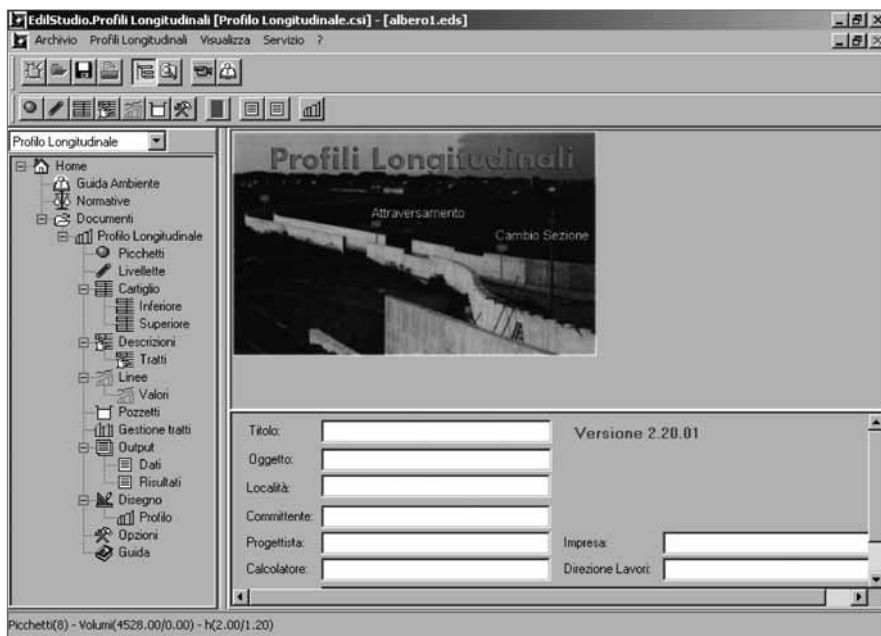 EdilStudio.Profili Longitudinali [Profilo Longitudinale.csi] - [albero1.eds]
Archivio Profili Longitudinali Visualizza Servizio ?
Profilo Longitudinale
Home
Guida Ambiente
Normative
Documenti
Profilo Longitudinale
Picchetti
Livellette
Cartiglio
Inferiore
Superiore
Descrizioni
Tratti
Linee
Valori
Pozzetti
Gestione tratti
Output
Dati
Risultati
Disegno
Profilo
Opzioni
Guida
Profili Longitudinali
Attraversamento
Cambio Sezione
Titolo:
Versione 2.20.01
Oggetto:
Località:
Committente:
Progettista:
Impresa:
Calcolatore:
Direzione Lavori:
Picchetti(8) - Volumi(4528.00/0.00) - h(2.00/1.20)